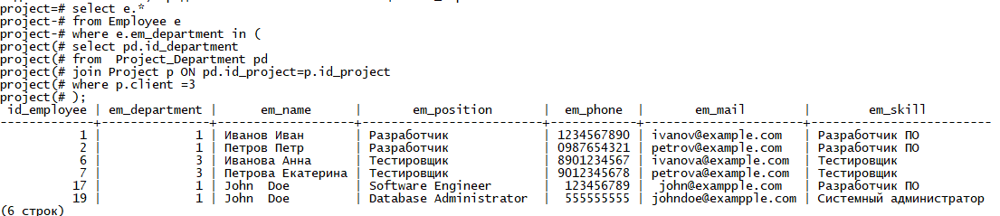 project=# select e.*
project-# from Employee e
project-# where e.em_department in (
project(# select pd.id_department
project(# from  Project_Department pd
project(# join Project p ON pd.id_project=p.id_project
project(# where p.client =3
project(# );
 id_employee | em_department |     em_name      |      em_position      |  em_phone  |       em_mail       |        em_skill
-------------+---------------+------------------+-----------------------+------------+---------------------+-------------------------
           1 |             1 | Иванов Иван      | Разработчик           | 1234567890 | ivanov@example.com  | Разработчик ПО
           2 |             1 | Петров Петр      | Разработчик           | 0987654321 | petrov@example.com  | Разработчик ПО
           6 |             3 | Иванова Анна     | Тестировщик           | 8901234567 | ivanova@example.com | Тестировщик
           7 |             3 | Петрова Екатерина | Тестировщик           | 9012345678 | petrova@example.com | Тестировщик
          17 |             1 | John  Doe        | Software Engineer     |  123456789 |  john@exampple.com  | Разработчик ПО
          19 |             1 | John  Doe        | Database Administrator |  555555555 | johndoe@exampple.com | Системный администратор
(6 строк)